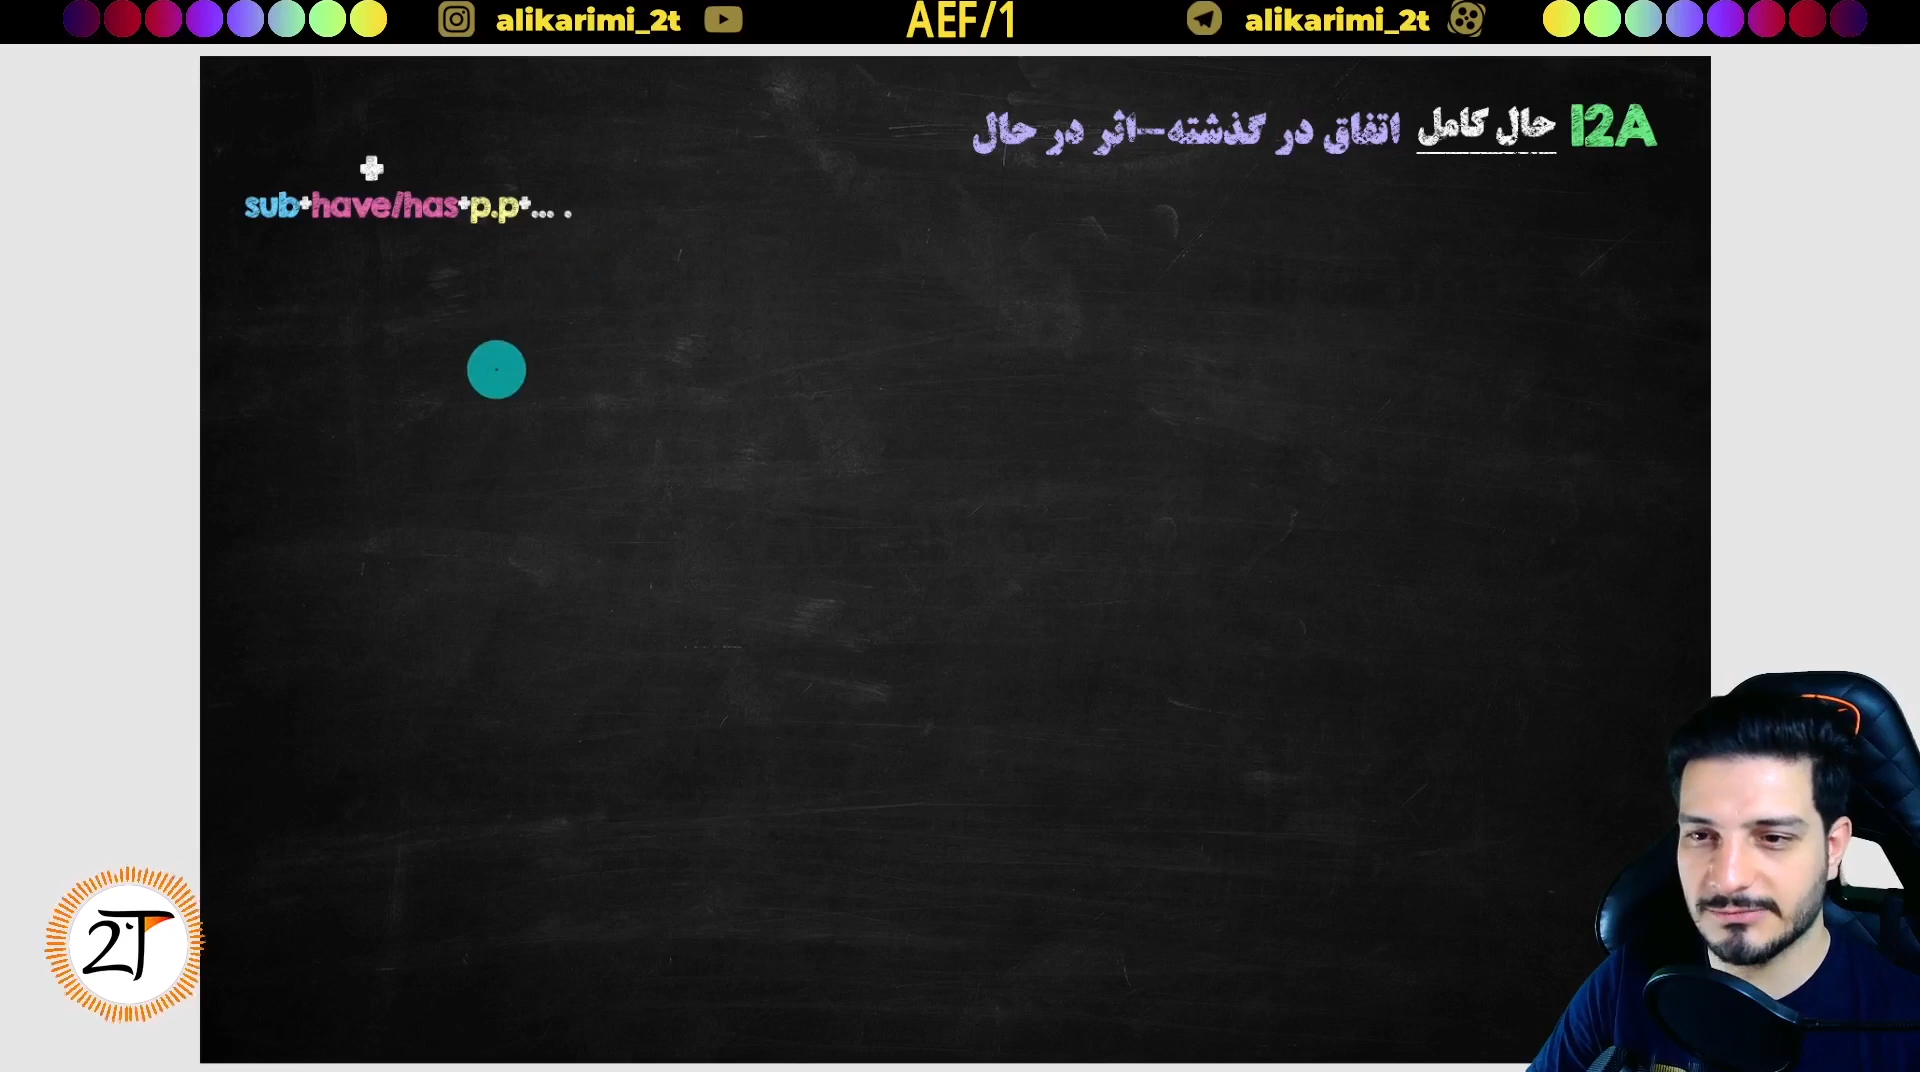 alikarimi_2t AEF/1 alikarimi_2t
12A حال کامل اتفاق در گذشته-اثر در حال
+
sub+have/has+p.p+... .
2T